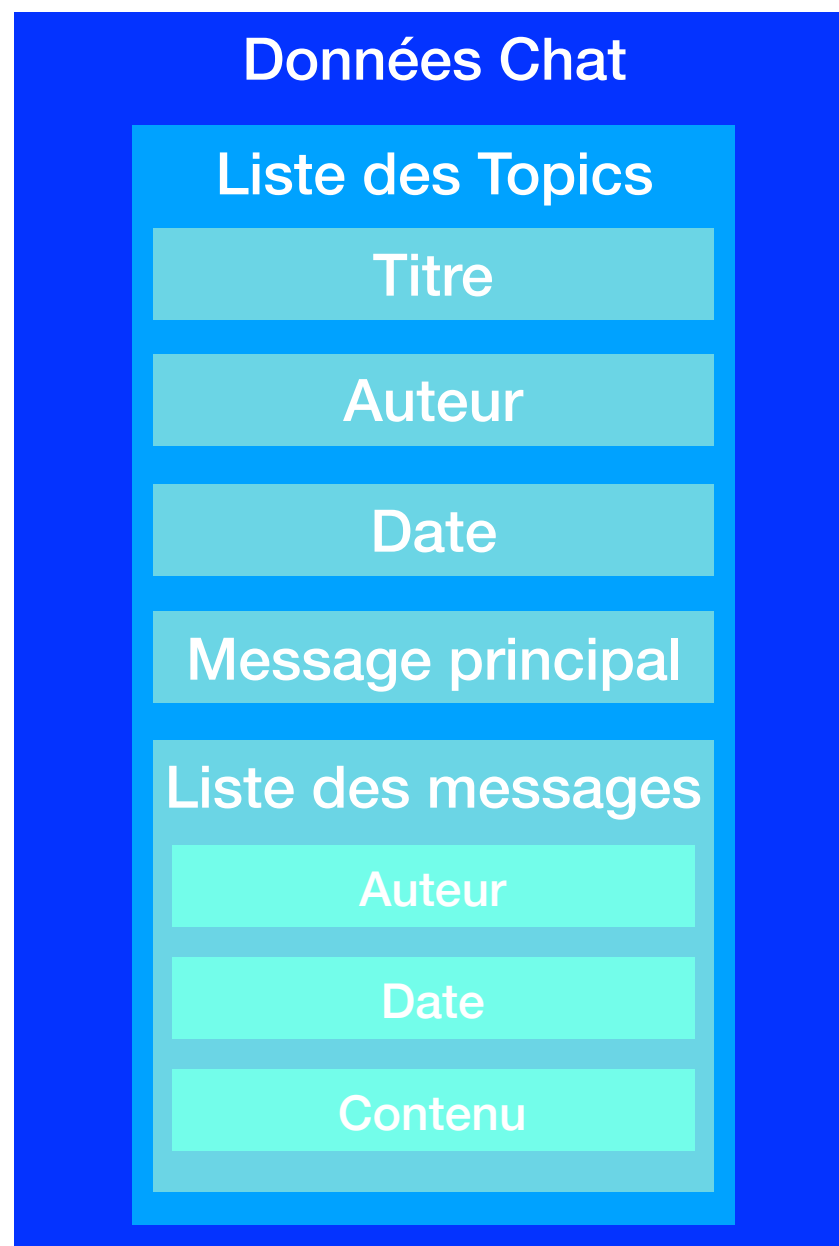 Données Chat
Liste des Topics
Titre
Auteur
Date
Message principal
Liste des messages
Auteur
Date
Contenu